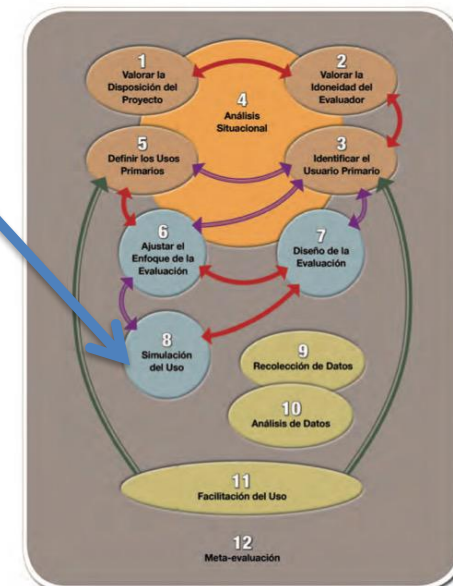 1
Valorar la
Disposición del
Proyecto
2
Valorar la
Idoneidad del
Evaluador
4
Análisis
Situacional
5
Definir los Usos
Primarios
3
Identificar el
Usuario Primario
6
Ajustar el
Enfoque de la
Evaluación
7
Diseño de la
Evaluación
8
Simulación
del Uso
9
Recolección de Datos
10
Análisis de Datos
11
Facilitación del Uso
12
Meta-evaluación